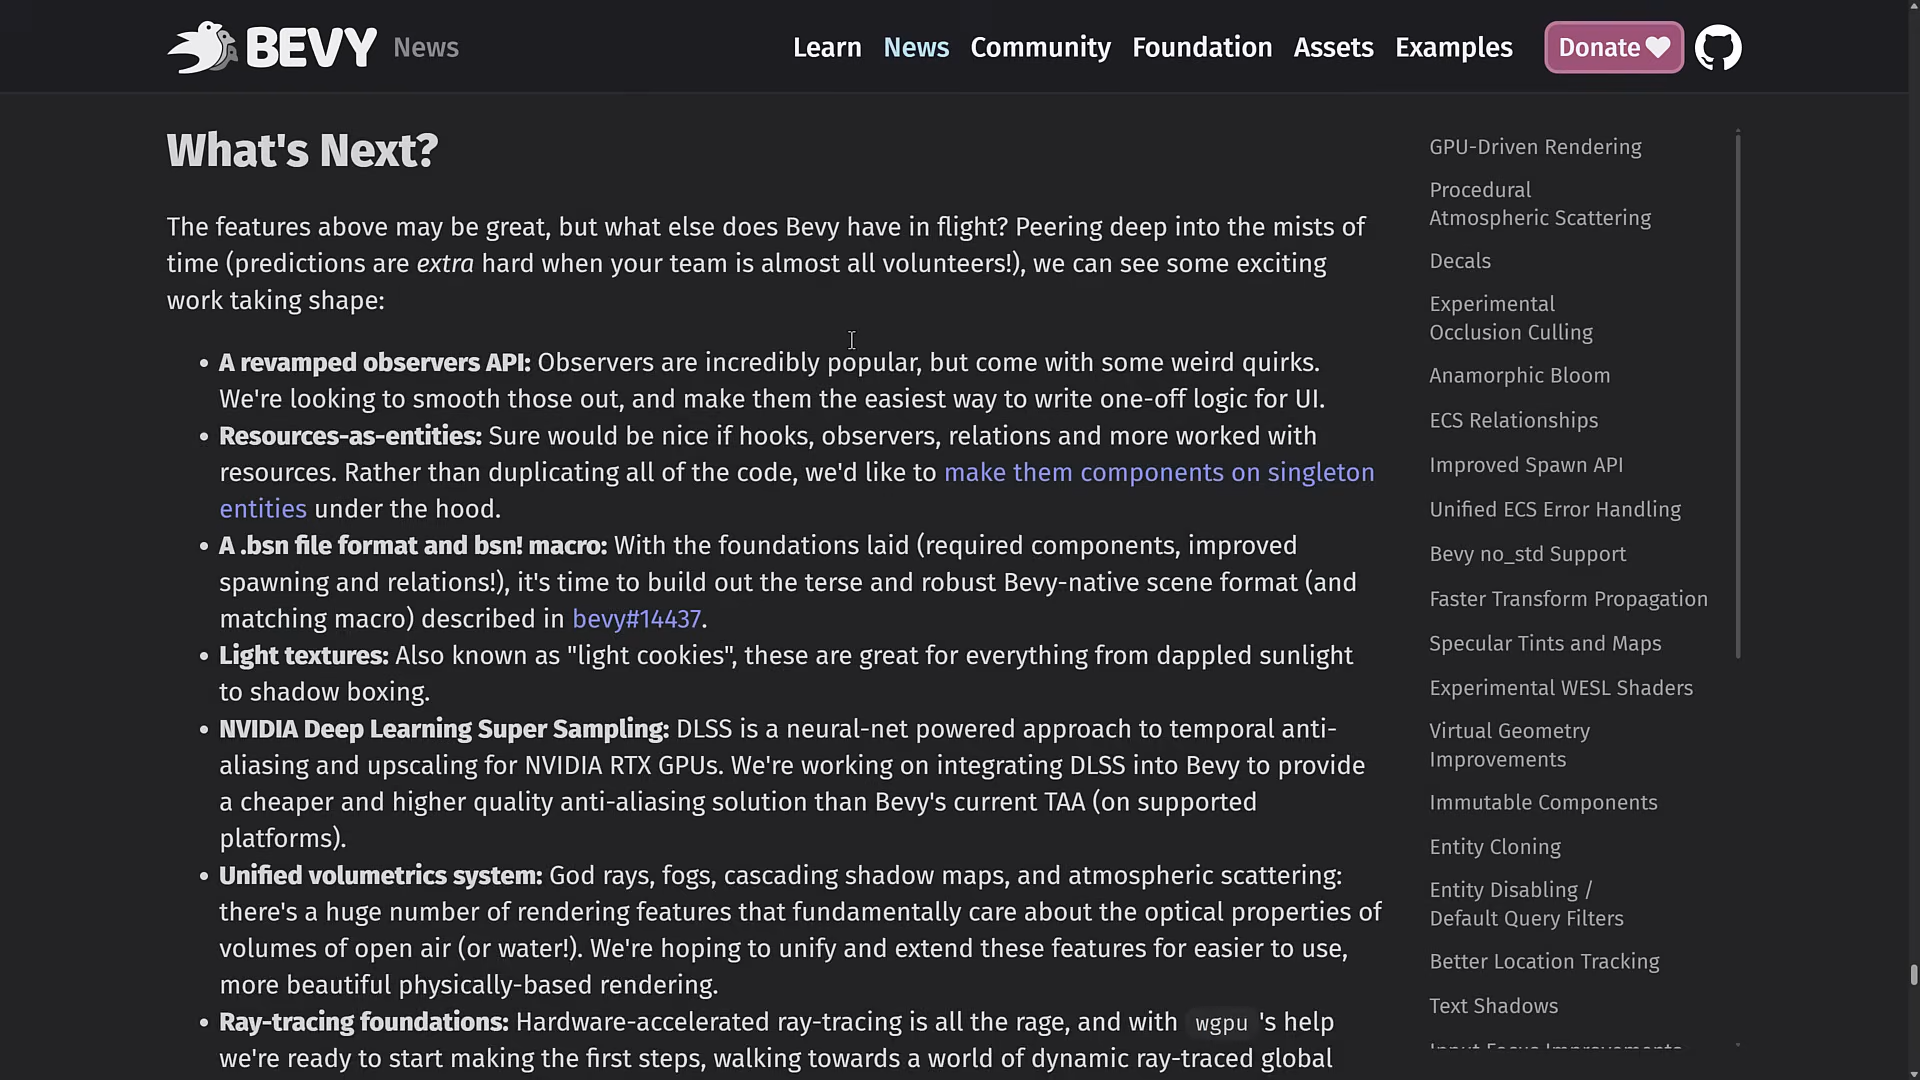 BEVY News
Learn News Community Foundation Assets Examples Donate
What's Next?
The features above may be great, but what else does Bevy have in flight? Peering deep into the mists of
time (predictions are extra hard when your team is almost all volunteers!), we can see some exciting
work taking shape:
• A revamped observers API: Observers are incredibly popular, but come with some weird quirks.
We're looking to smooth those out, and make them the easiest way to write one-off logic for UI.
• Resources-as-entities: Sure would be nice if hooks, observers, relations and more worked with
resources. Rather than duplicating all of the code, we'd like to make them components on singleton
entities under the hood.
• A .bsn file format and bsn! macro: With the foundations laid (required components, improved
spawning and relations!), it's time to build out the terse and robust Bevy-native scene format (and
matching macro) described in bevy#14437.
• Light textures: Also known as "light cookies", these are great for everything from dappled sunlight
to shadow boxing.
• NVIDIA Deep Learning Super Sampling: DLSS is a neural-net powered approach to temporal anti-
aliasing and upscaling for NVIDIA RTX GPUs. We're working on integrating DLSS into Bevy to provide
a cheaper and higher quality anti-aliasing solution than Bevy's current TAA (on supported
platforms).
• Unified volumetrics system: God rays, fogs, cascading shadow maps, and atmospheric scattering:
there's a huge number of rendering features that fundamentally care about the optical properties of
volumes of open air (or water!). We're hoping to unify and extend these features for easier to use,
more beautiful physically-based rendering.
• Ray-tracing foundations: Hardware-accelerated ray-tracing is all the rage, and with wgpu 's help
we're ready to start making the first steps, walking towards a world of dynamic ray-traced global
GPU-Driven Rendering
Procedural
Atmospheric Scattering
Decals
Experimental
Occlusion Culling
Anamorphic Bloom
ECS Relationships
Improved Spawn API
Unified ECS Error Handling
Bevy no_std Support
Faster Transform Propagation
Specular Tints and Maps
Experimental WESL Shaders
Virtual Geometry
Improvements
Immutable Components
Entity Cloning
Entity Disabling /
Default Query Filters
Better Location Tracking
Text Shadows
Input Focus Improvements